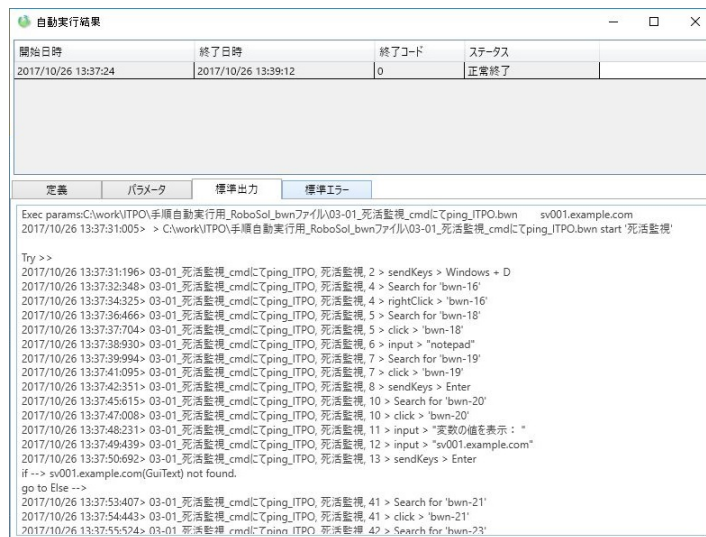 自動実行結果
開始日時 終了日時 終了コード ステータス
2017/10/26 13:37:24 2017/10/26 13:39:12 0 正常終了
定義 パラメータ 標準出力 標準エラー
Exec params:C:\work\ITPO\手順自動実行用_RoboSol_bwnファイル\03-01_死活監視_cmdにてping_ITPO.bwn sv001.example.com
2017/10/26 13:37:31:005> > C:\work\ITPO\手順自動実行用_RoboSol_bwnファイル\03-01_死活監視_cmdにてping_ITPO.bwn start '死活監視'
Try >>
2017/10/26 13:37:31:196> 03-01_死活監視_cmdにてping_ITPO, 死活監視, 2 > sendKeys > Windows + D
2017/10/26 13:37:32:348> 03-01_死活監視_cmdにてping_ITPO, 死活監視, 4 > Search for 'bwn-16'
2017/10/26 13:37:34:325> 03-01_死活監視_cmdにてping_ITPO, 死活監視, 4 > rightClick > 'bwn-16'
2017/10/26 13:37:36:466> 03-01_死活監視_cmdにてping_ITPO, 死活監視, 5 > Search for 'bwn-18'
2017/10/26 13:37:37:704> 03-01_死活監視_cmdにてping_ITPO, 死活監視, 5 > click > 'bwn-18'
2017/10/26 13:37:38:930> 03-01_死活監視_cmdにてping_ITPO, 死活監視, 6 > input > "notepad"
2017/10/26 13:37:39:994> 03-01_死活監視_cmdにてping_ITPO, 死活監視, 7 > Search for 'bwn-19'
2017/10/26 13:37:41:095> 03-01_死活監視_cmdにてping_ITPO, 死活監視, 7 > click > 'bwn-19'
2017/10/26 13:37:42:351> 03-01_死活監視_cmdにてping_ITPO, 死活監視, 8 > sendKeys > Enter
2017/10/26 13:37:45:615> 03-01_死活監視_cmdにてping_ITPO, 死活監視, 10 > Search for 'bwn-20'
2017/10/26 13:37:47:008> 03-01_死活監視_cmdにてping_ITPO, 死活監視, 10 > click > 'bwn-20'
2017/10/26 13:37:48:231> 03-01_死活監視_cmdにてping_ITPO, 死活監視, 11 > input > "変数の値を表示： "
2017/10/26 13:37:49:439> 03-01_死活監視_cmdにてping_ITPO, 死活監視, 12 > input > "sv001.example.com"
2017/10/26 13:37:50:692> 03-01_死活監視_cmdにてping_ITPO, 死活監視, 13 > sendKeys > Enter
if --> sv001.example.com(GuiText) not found.
go to Else -->
2017/10/26 13:37:53:407> 03-01_死活監視_cmdにてping_ITPO, 死活監視, 41 > Search for 'bwn-21'
2017/10/26 13:37:54:443> 03-01_死活監視_cmdにてping_ITPO, 死活監視, 41 > click > 'bwn-21'
2017/10/26 13:37:55:524> 03-01_死活監視_cmdにてping_ITPO, 死活監視, 42 > Search for 'bwn-23'